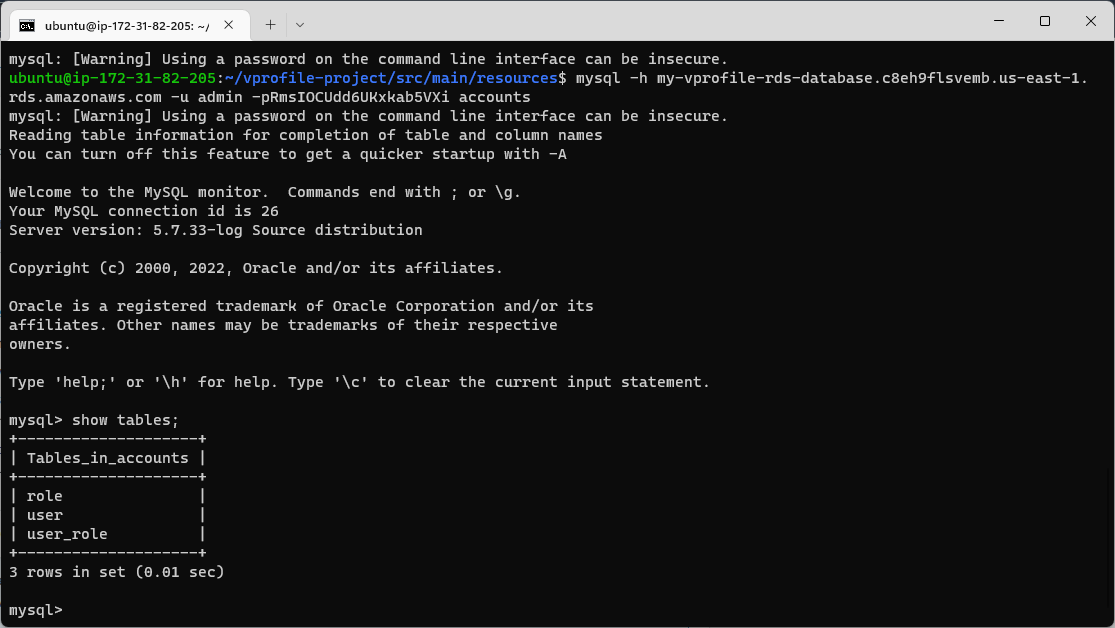 ubuntu@ip-172-31-82-205: ~/
mysql: [Warning] Using a password on the command line interface can be insecure.
ubuntu@ip-172-31-82-205:~/vprofile-project/src/main/resources$ mysql -h my-vprofile-rds-database.c8eh9flsvemb.us-east-1.
rds.amazonaws.com -u admin -pRmsIOCUdd6UKxkab5VXi accounts
mysql: [Warning] Using a password on the command line interface can be insecure.
Reading table information for completion of table and column names
You can turn off this feature to get a quicker startup with -A

Welcome to the MySQL monitor.  Commands end with ; or \g.
Your MySQL connection id is 26
Server version: 5.7.33-log Source distribution

Copyright (c) 2000, 2022, Oracle and/or its affiliates.

Oracle is a registered trademark of Oracle Corporation and/or its
affiliates. Other names may be trademarks of their respective
owners.

Type 'help;' or '\h' for help. Type '\c' to clear the current input statement.

mysql> show tables;
+--------------------+
| Tables_in_accounts |
+--------------------+
| role               |
| user               |
| user_role          |
+--------------------+
3 rows in set (0.01 sec)

mysql>